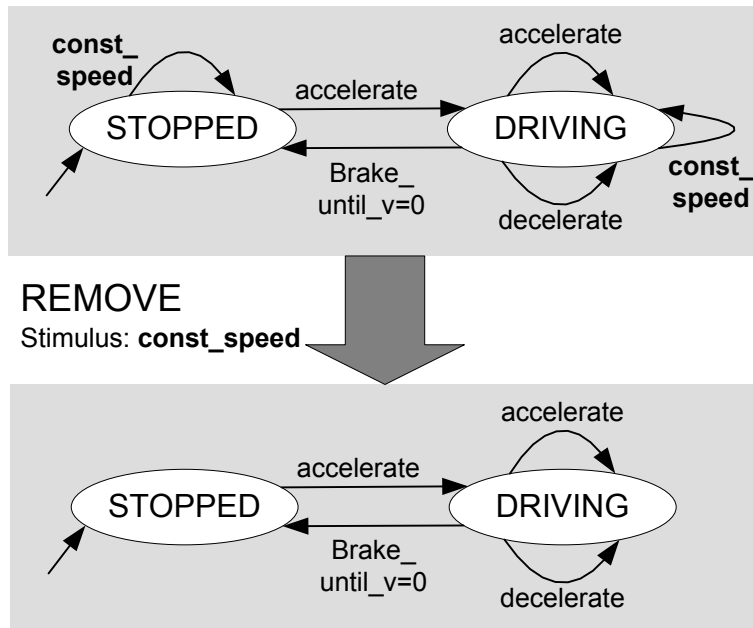 const_
speed
accelerate
accelerate
STOPPED
DRIVING
Brake_
until_v=0
const_
speed
decelerate
REMOVE
Stimulus: const_speed
accelerate
accelerate
STOPPED
DRIVING
Brake_
until_v=0
decelerate